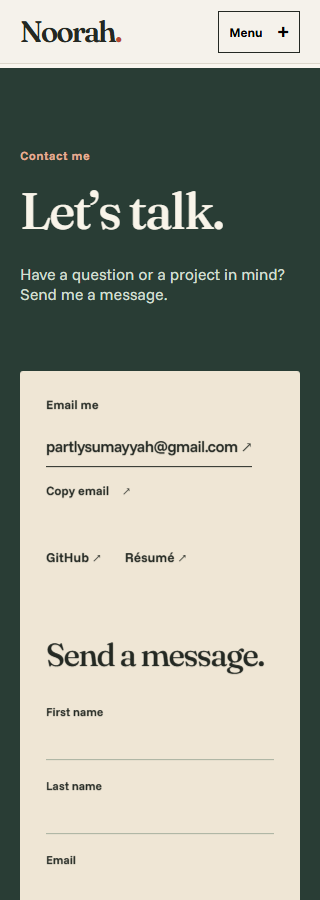 Noorah.
Menu +
Contact me
Let’s talk.
Have a question or a project in mind?
Send me a message.
Email me
partlysumayyah@gmail.com ↗
Copy email ↗
GitHub ↗ Résumé ↗
Send a message.
First name
Last name
Email